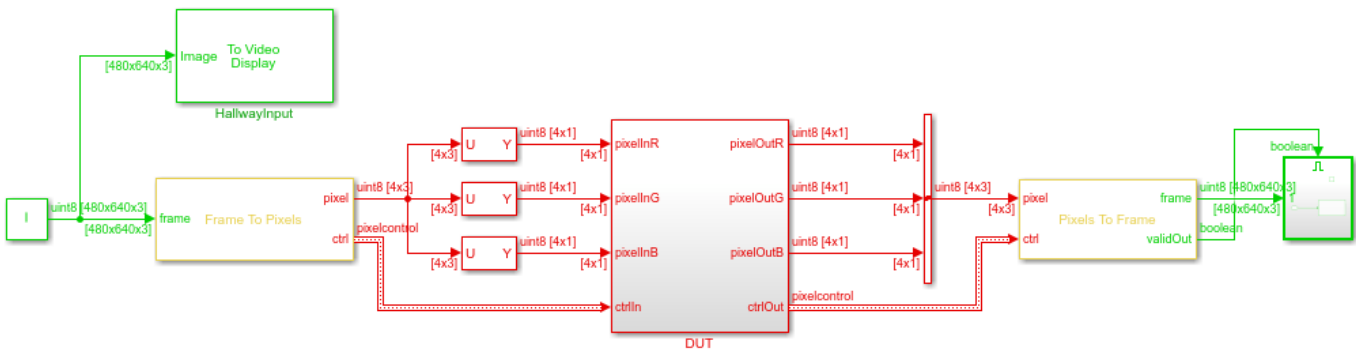 To Video
Display
Image
[480x640x3]
HallwayInput
I
uint8 [480x640x3]
[480x640x3]
frame
Frame To Pixels
pixel
ctrl
uint8 [4x3]
pixelcontrol
[4x3]
U Y
uint8 [4x1]
[4x1]
[4x3]
U Y
uint8 [4x1]
[4x1]
[4x3]
U Y
uint8 [4x1]
[4x1]
pixelInR
pixelInG
pixelInB
ctrlIn
pixelOutR
pixelOutG
pixelOutB
ctrlOut
DUT
uint8 [4x1]
[4x1]
uint8 [4x1]
[4x1]
uint8 [4x1]
[4x1]
pixelcontrol
uint8 [4x3]
[4x3]
pixel
ctrl
Pixels To Frame
frame
validOut
uint8 [480x640x3]
[480x640x3]
boolean
boolean
1